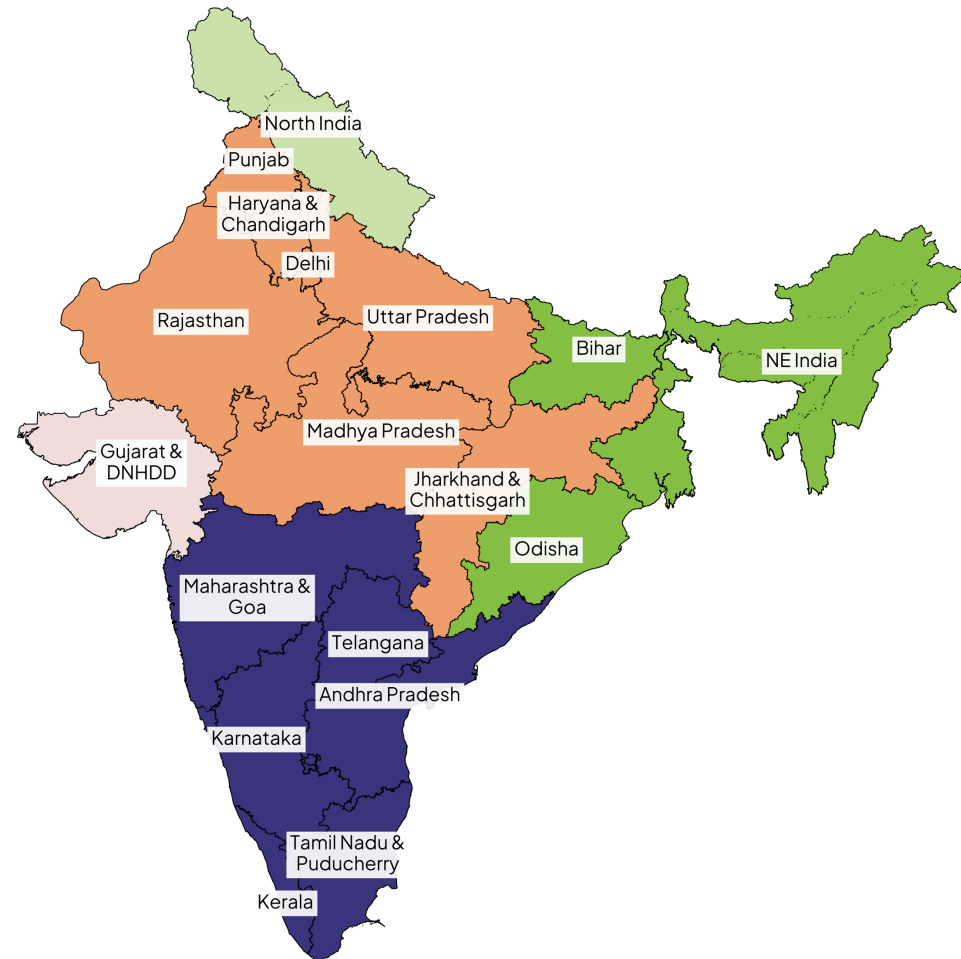 North India
Punjab
Haryana &
Chandigarh
Delhi
Rajasthan
Uttar Pradesh
Bihar
NE India
Madhya Pradesh
Gujarat &
DNHDD
Jharkhand &
Chhattisgarh
Odisha
Maharashtra &
Goa
Telangana
Andhra Pradesh
Karnataka
Tamil Nadu &
Puducherry
Kerala